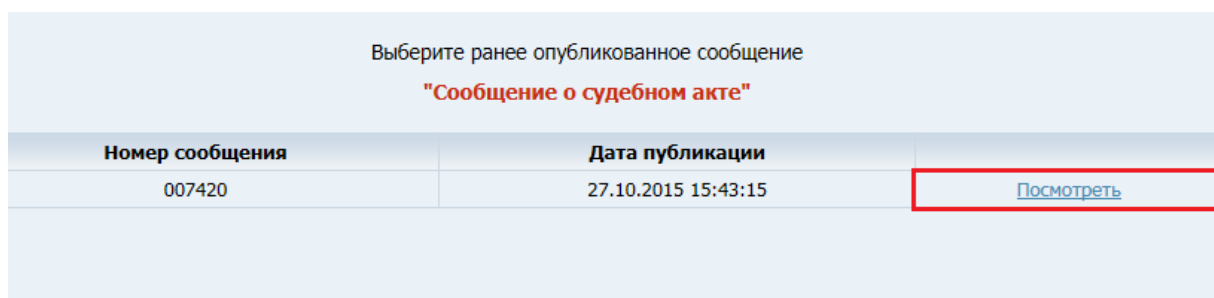 Выберите ранее опубликованное сообщение
"Сообщение о судебном акте"
Номер сообщения Дата публикации
007420 27.10.2015 15:43:15 Посмотреть